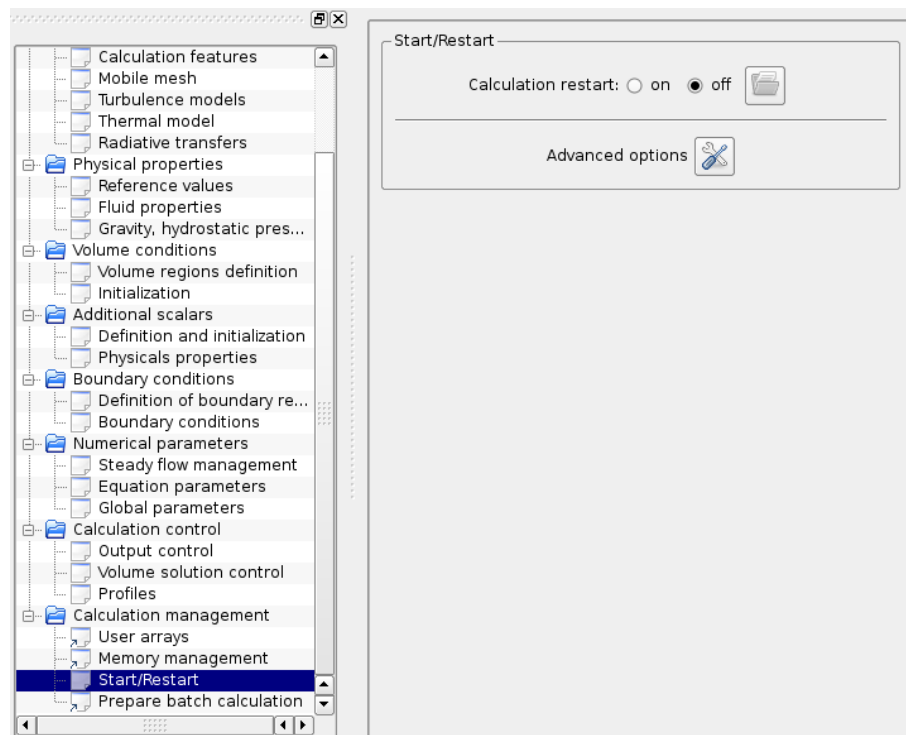 Calculation features
Mobile mesh
Turbulence models
Thermal model
Radiative transfers
Physical properties
Reference values
Fluid properties
Gravity, hydrostatic pres...
Volume conditions
Volume regions definition
Initialization
Additional scalars
Definition and initialization
Physicals properties
Boundary conditions
Definition of boundary re...
Boundary conditions
Numerical parameters
Steady flow management
Equation parameters
Global parameters
Calculation control
Output control
Volume solution control
Profiles
Calculation management
User arrays
Memory management
Start/Restart
Prepare batch calculation
Start/Restart
Calculation restart: on off
Advanced options